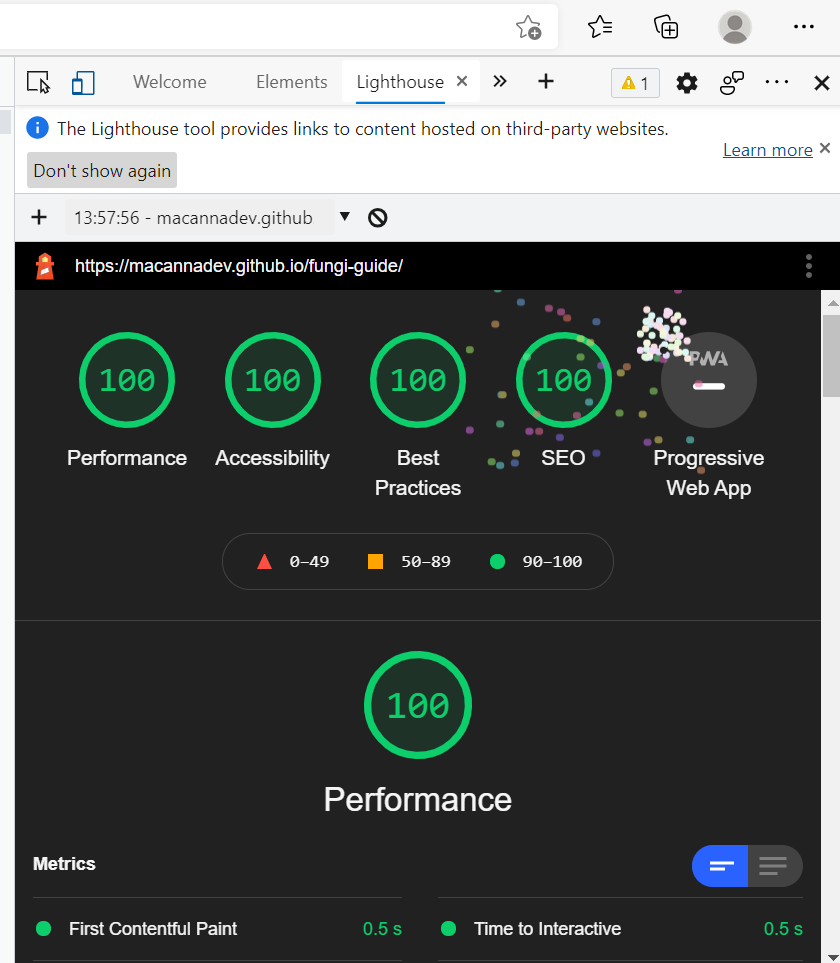 Welcome Elements Lighthouse 1
The Lighthouse tool provides links to content hosted on third-party websites.
Learn more
Don't show again
13:57:56 - macannadev.github
https://macannadev.github.io/fungi-guide/
100 100 100 100 PWA
Performance Accessibility Best Practices SEO Progressive Web App
0–49 50–89 90–100
100
Performance
Metrics
First Contentful Paint 0.5 s Time to Interactive 0.5 s